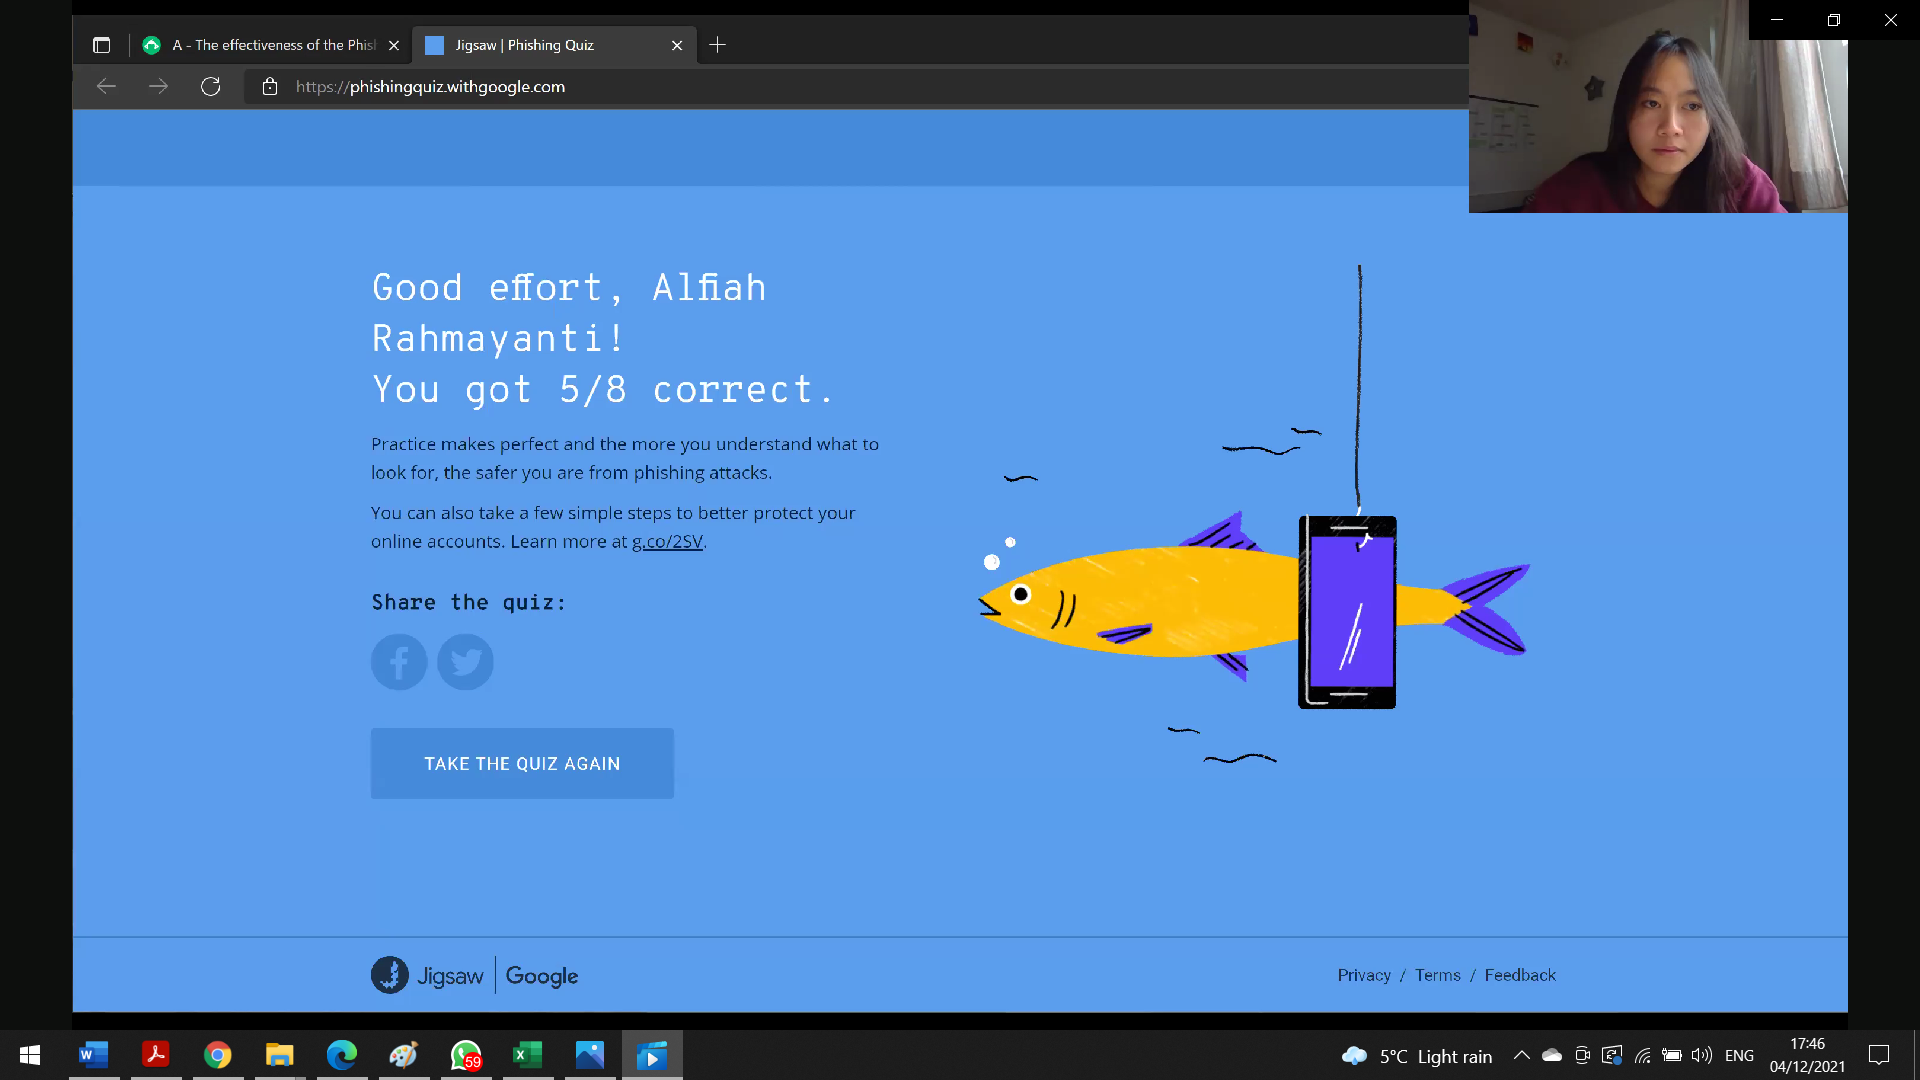 A - The effectiveness of the Phis
Jigsaw | Phishing Quiz
https://phishingquiz.withgoogle.com
Good effort, Alfiah
Rahmayanti!
You got 5/8 correct.
Practice makes perfect and the more you understand what to
look for, the safer you are from phishing attacks.
You can also take a few simple steps to better protect your
online accounts. Learn more at g.co/2SV.
Share the quiz:
TAKE THE QUIZ AGAIN
Jigsaw | Google
Privacy / Terms / Feedback
59
5°C Light rain
ENG
17:46
04/12/2021